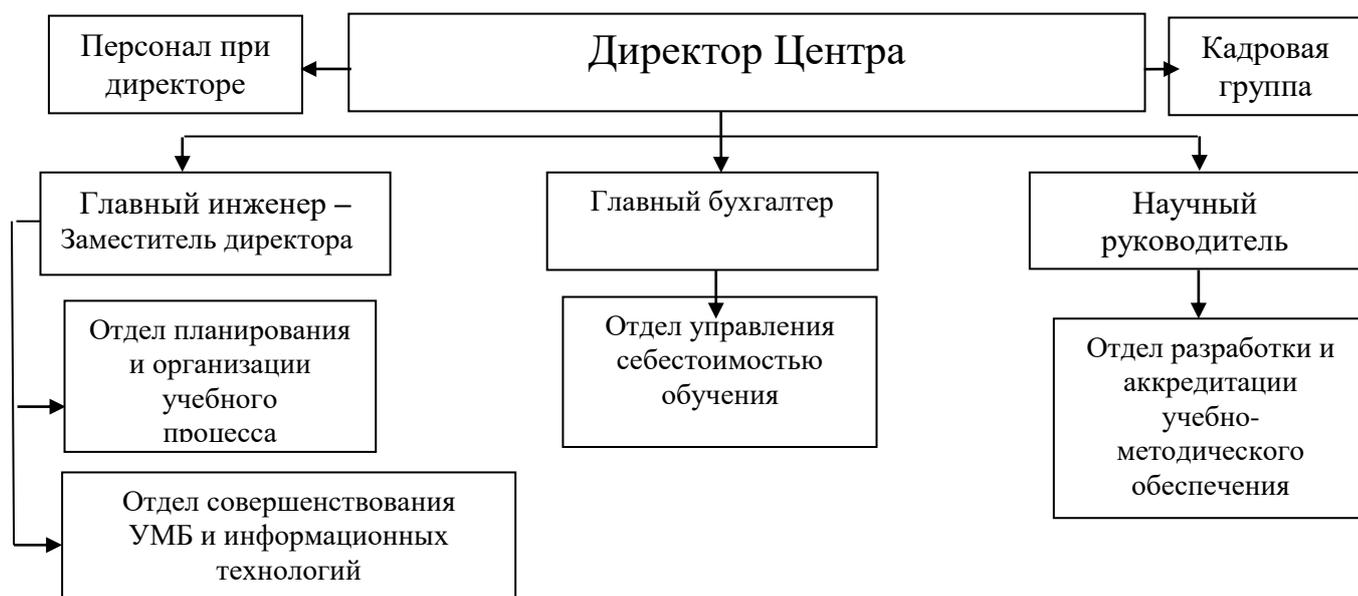 Персонал при
директоре
Директор Центра
Кадровая
группа
Главный инженер –
Заместитель директора
Главный бухгалтер
Научный
руководитель
Отдел планирования
и организации
учебного
процесса
Отдел управления
себестоимостью
обучения
Отдел разработки и
аккредитации
учебно-
методического
обеспечения
Отдел совершенствования
УМБ и информационных
технологий